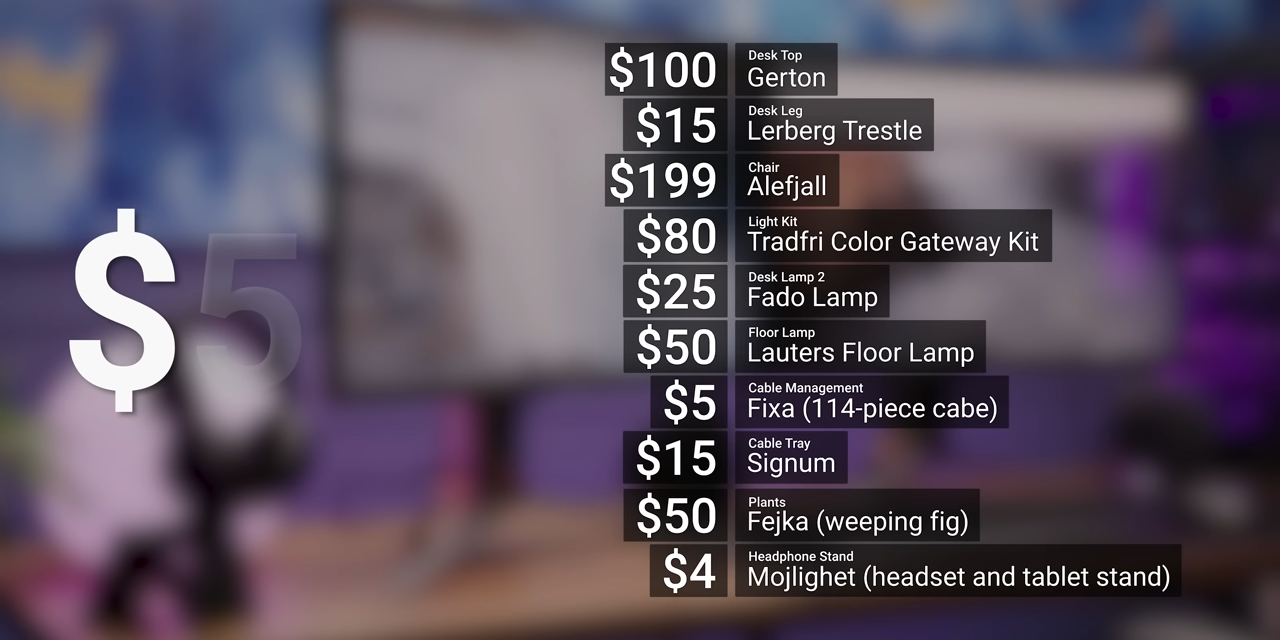 $5
$100
Desk Top
Gerton
$15
Desk Leg
Lerberg Trestle
$199
Chair
Alefjall
$80
Light Kit
Tradfri Color Gateway Kit
$25
Desk Lamp 2
Fado Lamp
$50
Floor Lamp
Lauters Floor Lamp
$5
Cable Management
Fixa (114-piece cabe)
$15
Cable Tray
Signum
$50
Plants
Fejka (weeping fig)
$4
Headphone Stand
Mojlighet (headset and tablet stand)